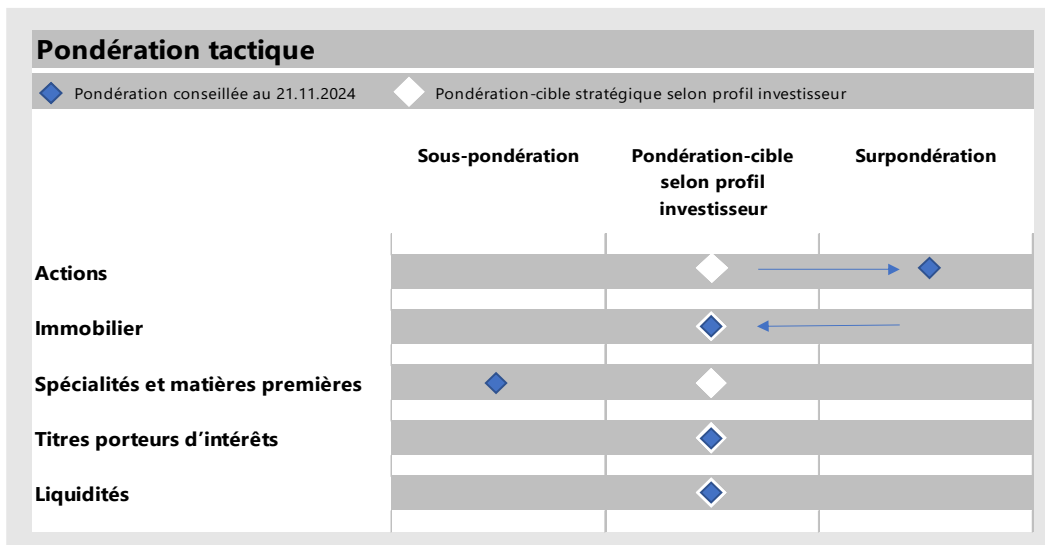 Pondération tactique
Pondération conseillée au 21.11.2024
Pondération-cible stratégique selon profil investisseur
Sous-pondération
Pondération-cible
selon profil
investisseur
Surpondération
Actions
Immobilier
Spécialités et matières premières
Titres porteurs d’intérêts
Liquidités